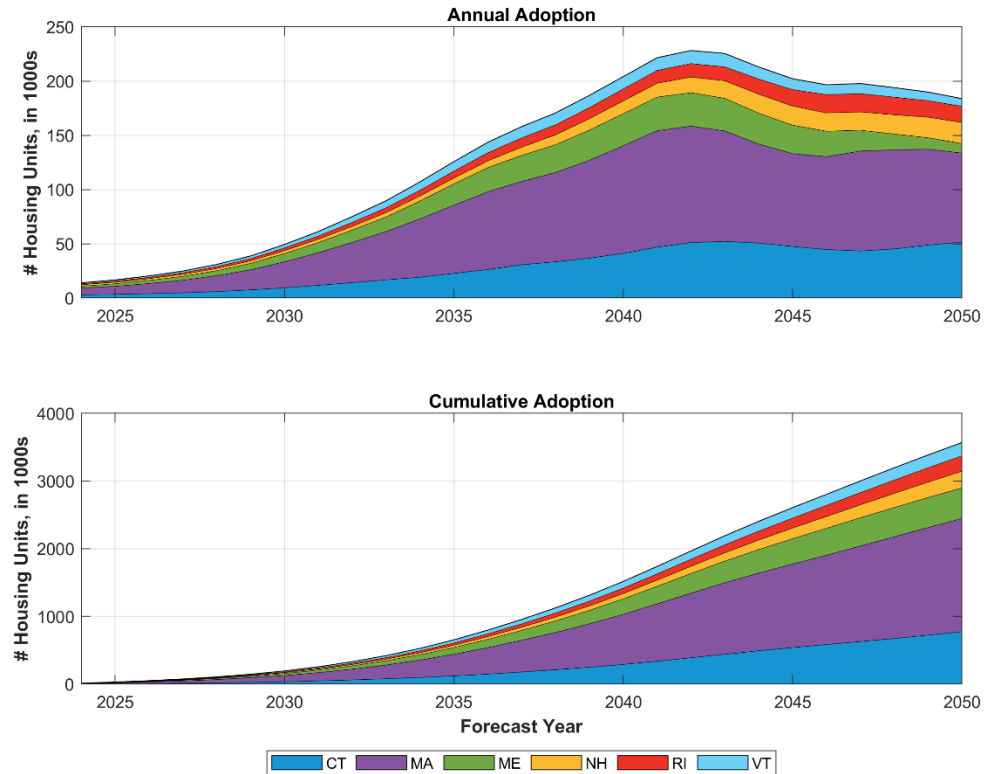 Annual Adoption
# Housing Units, in 1000s
250
200
150
100
50
0
2025 2030 2035 2040 2045 2050
Cumulative Adoption
# Housing Units, in 1000s
4000
3000
2000
1000
0
2025 2030 2035 2040 2045 2050
Forecast Year
CT MA ME NH RI VT